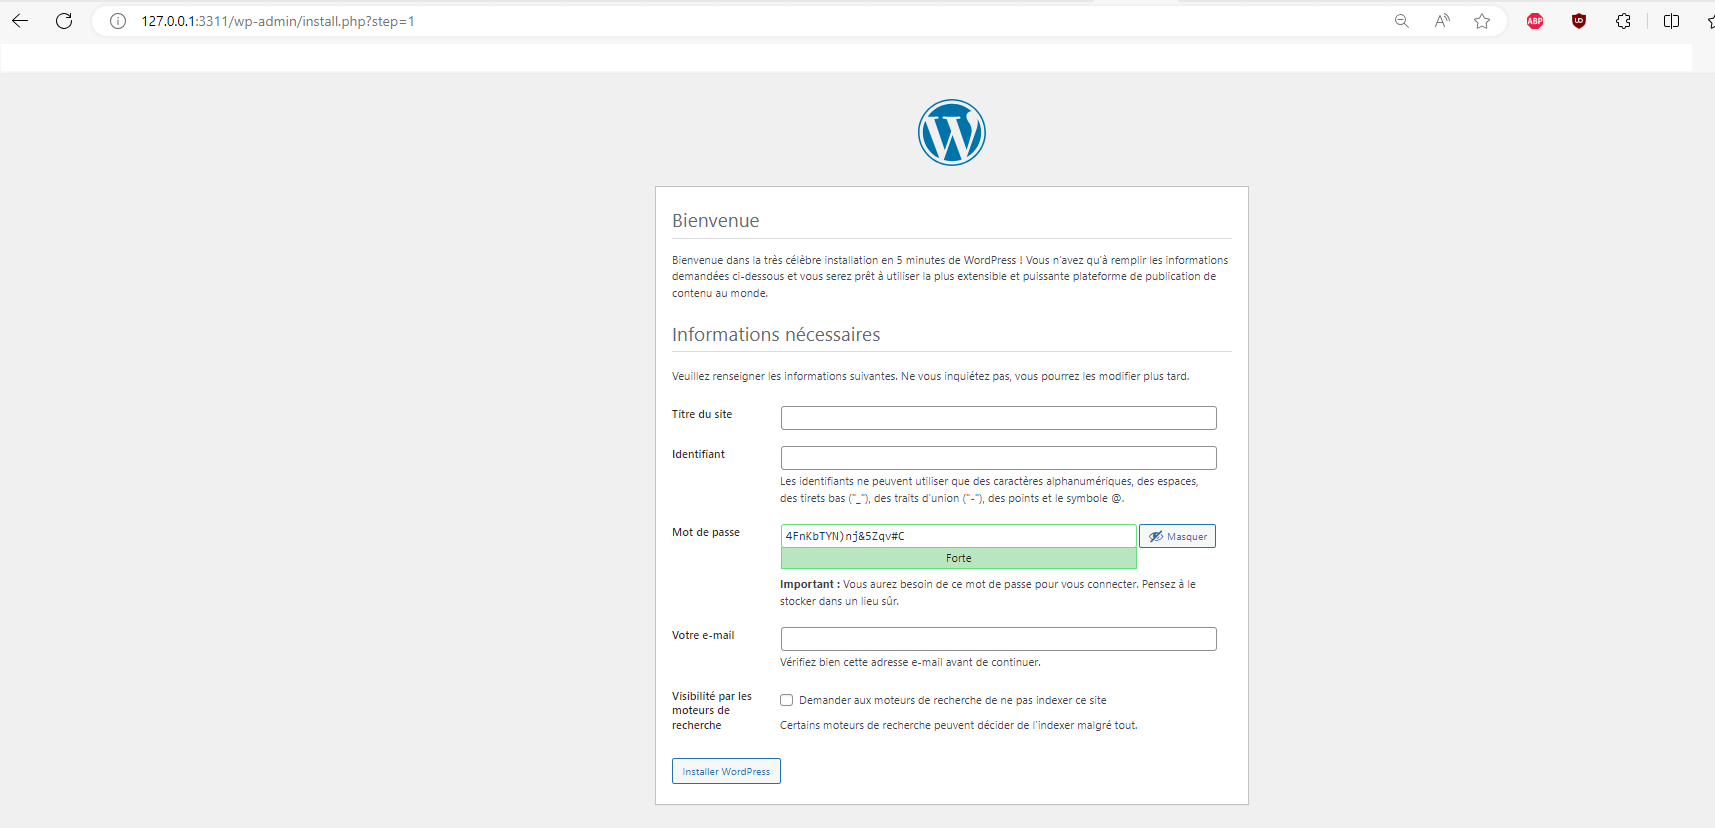 127.0.0.1:3311/wp-admin/install.php?step=1
ABP
Bienvenue
Bienvenue dans la très célèbre installation en 5 minutes de WordPress ! Vous n'avez qu'à remplir les informations
demandées ci-dessous et vous serez prêt à utiliser la plus extensible et puissante plateforme de publication de
contenu au monde.
Informations nécessaires
Veuillez renseigner les informations suivantes. Ne vous inquiétez pas, vous pourrez les modifier plus tard.
Titre du site
Identifiant
Les identifiants ne peuvent utiliser que des caractères alphanumériques, des espaces,
des tirets bas ("_"), des traits d'union ("-"), des points et le symbole @.
Mot de passe
4FnKbTYN)nj&5Zqv#C
Masquer
Forte
Important : Vous aurez besoin de ce mot de passe pour vous connecter. Pensez à le
stocker dans un lieu sûr.
Votre e-mail
Vérifiez bien cette adresse e-mail avant de continuer.
Visibilité par les
moteurs de
recherche
Demander aux moteurs de recherche de ne pas indexer ce site
Certains moteurs de recherche peuvent décider de l'indexer malgré tout.
Installer WordPress